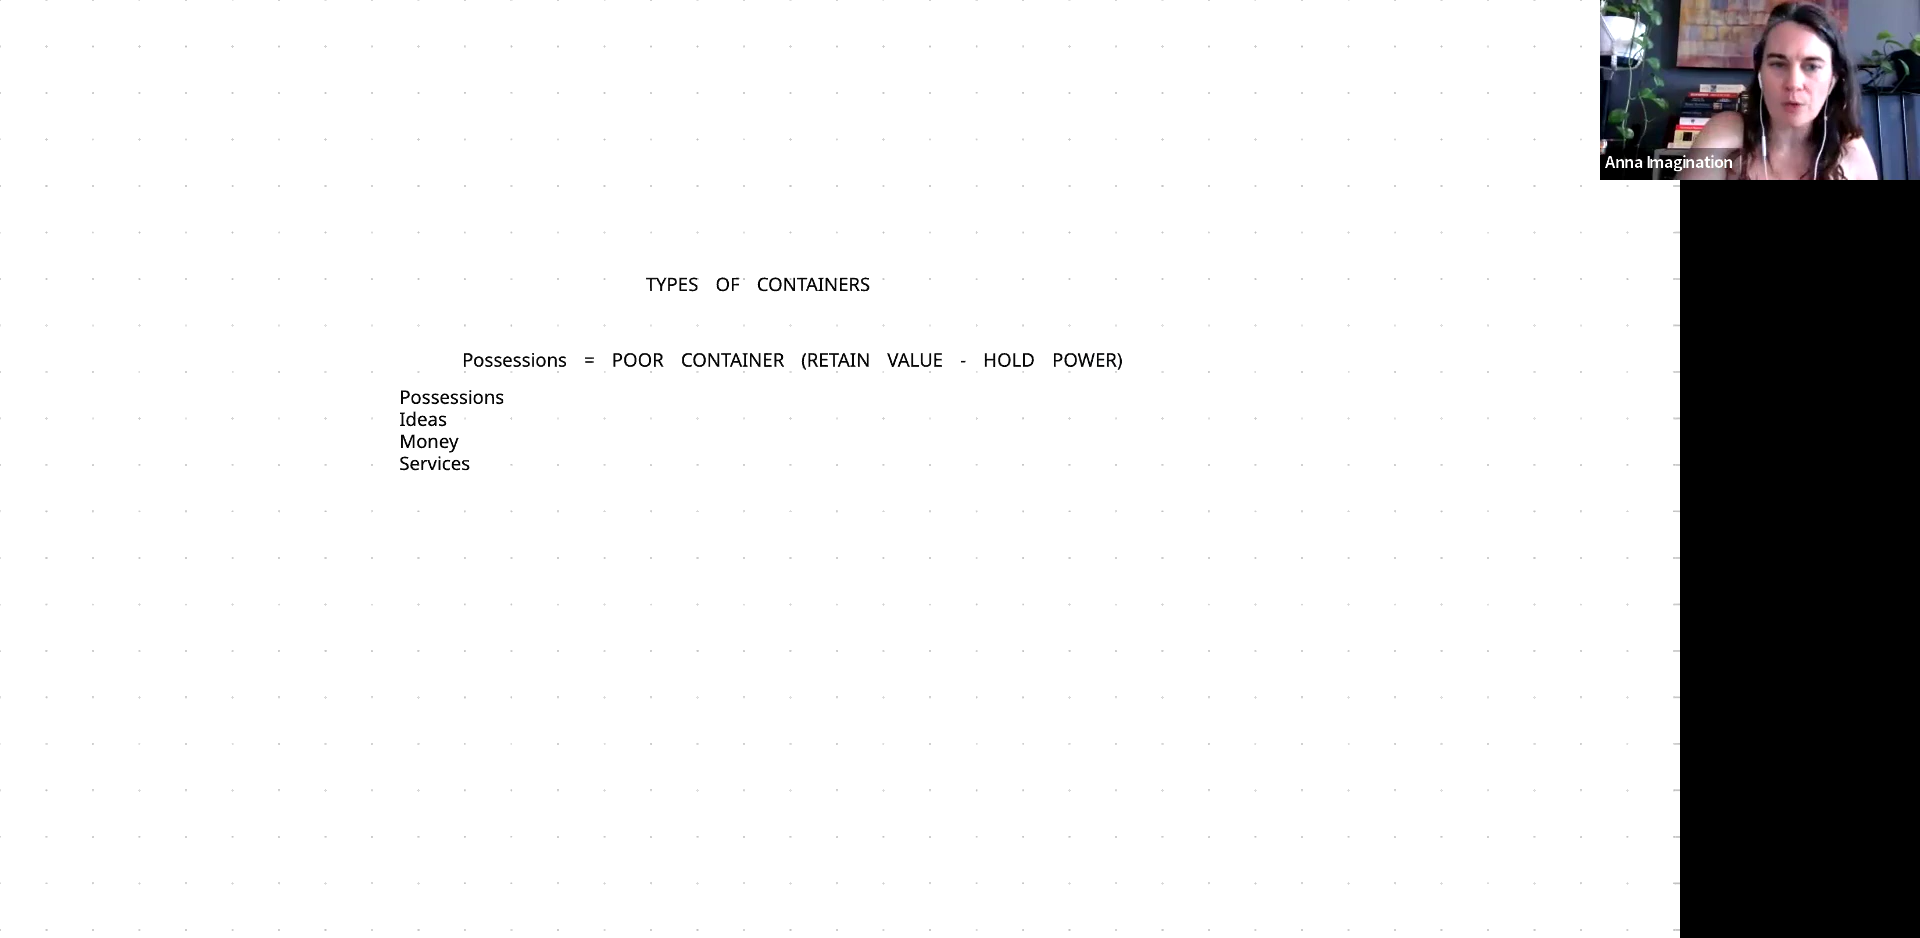 TYPES OF CONTAINERS
Possessions = POOR CONTAINER (RETAIN VALUE - HOLD POWER)
Possessions
Ideas
Money
Services
Anna Imagination